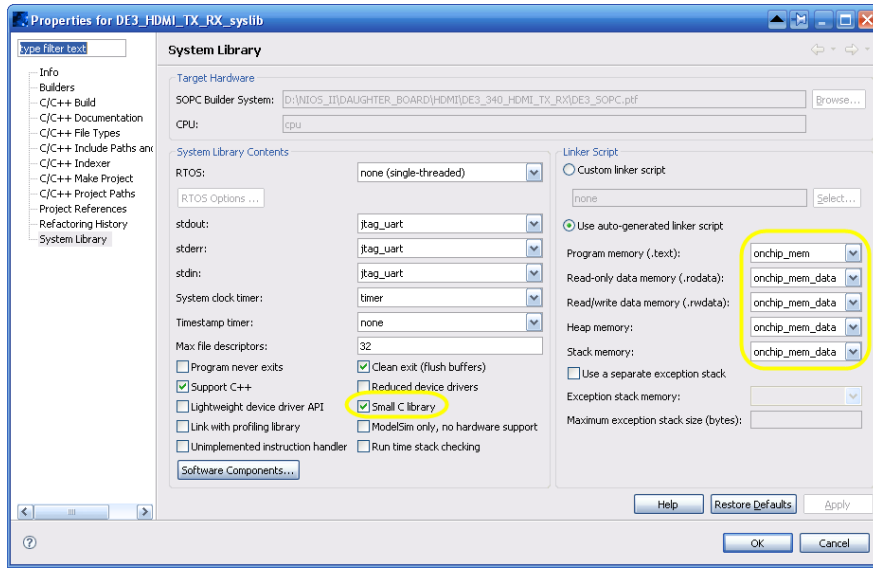 Properties for DE3_HDMI_TX_RX_syslib
type filter text
Info
Builders
C/C++ Build
C/C++ Documentation
C/C++ File Types
C/C++ Include Paths and
C/C++ Indexer
C/C++ Make Project
C/C++ Project Paths
Project References
Refactoring History
System Library
System Library
Target Hardware
SOPC Builder System: D:\NIOS_II\DAUGHTER_BOARD\HDMI\DE3_340_HDMI_TX_RX\DE3_SOPC.ptf Browse...
CPU: cpu
System Library Contents
RTOS: none (single-threaded)
RTOS Options ...
stdout: jtag_uart
stderr: jtag_uart
stdin: jtag_uart
System clock timer: timer
Timestamp timer: none
Max file descriptors: 32
Program never exits Clean exit (flush buffers)
Support C++ Reduced device drivers
Lightweight device driver API Small C library
Link with profiling library ModelSim only, no hardware support
Unimplemented instruction handler Run time stack checking
Software Components...
Linker Script
Custom linker script
none Select...
Use auto-generated linker script
Program memory (.text): onchip_mem
Read-only data memory (.rodata): onchip_mem_data
Read/write data memory (.rwdata): onchip_mem_data
Heap memory: onchip_mem_data
Stack memory: onchip_mem_data
Use a separate exception stack
Exception stack memory:
Maximum exception stack size (bytes):
Help Restore Defaults Apply
? OK Cancel